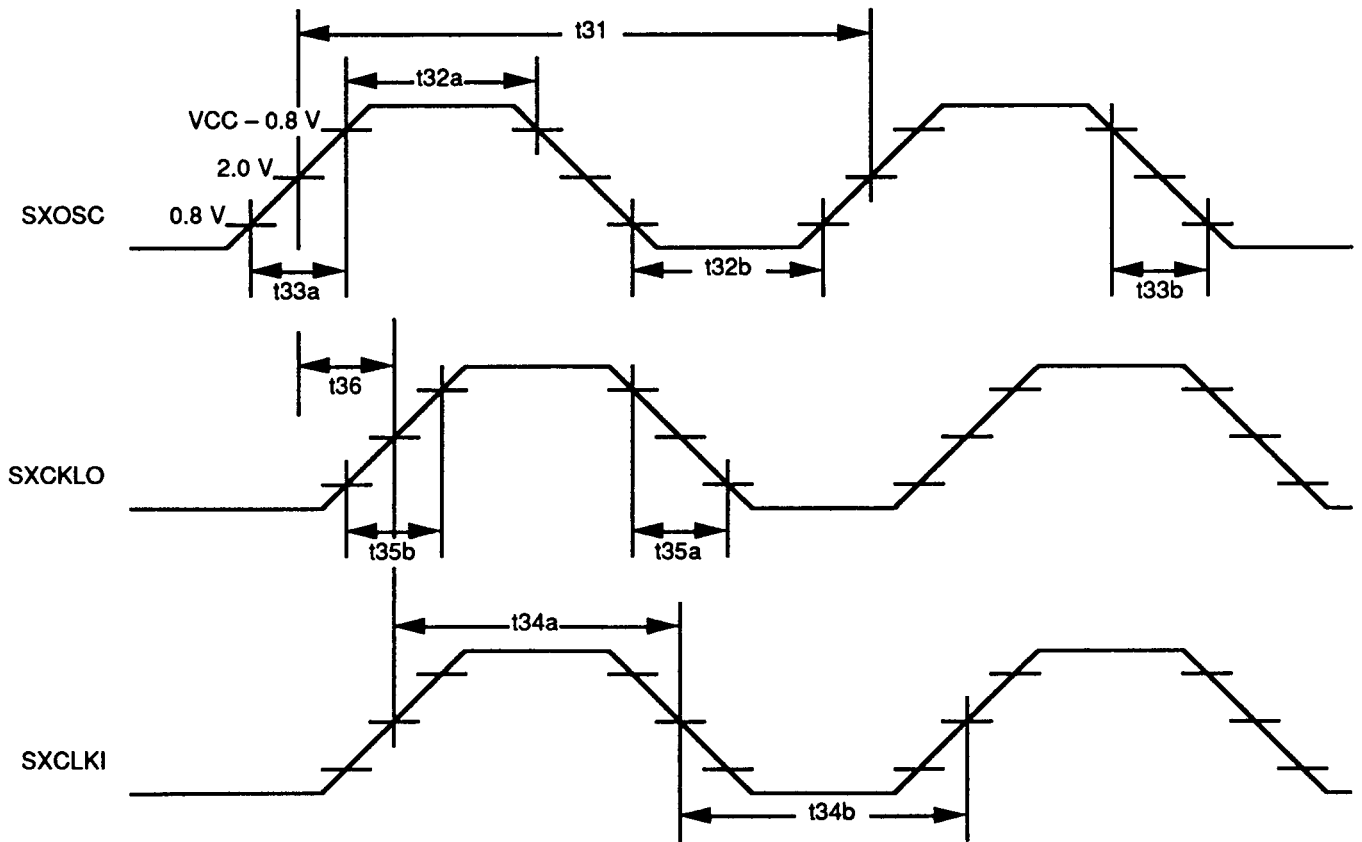 t31
t32a
VCC – 0.8 V
2.0 V
SXOSC
0.8 V
t32b
t33a
t33b
t36
SXCKLO
t35b
t35a
t34a
SXCLKI
t34b